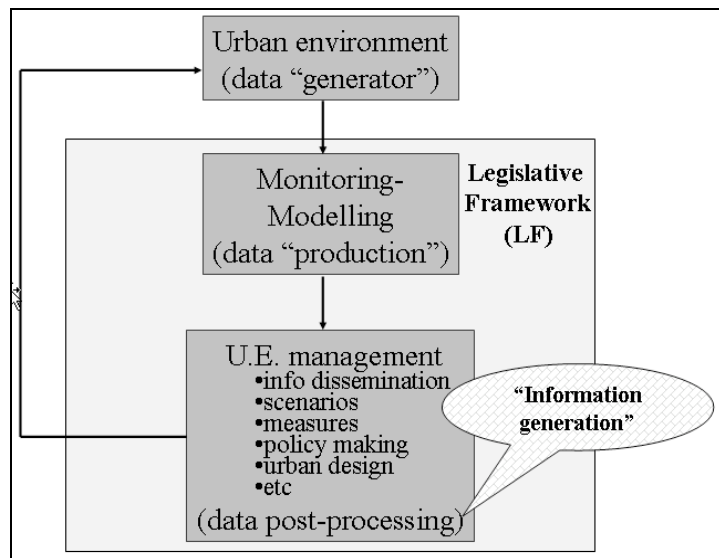 Urban environment
(data “generator”)
Monitoring-
Modelling
(data “production”)
Legislative
Framework
(LF)
U.E. management
•info dissemination
•scenarios
•measures
•policy making
•urban design
•etc
(data post-processing)
“Information
generation”